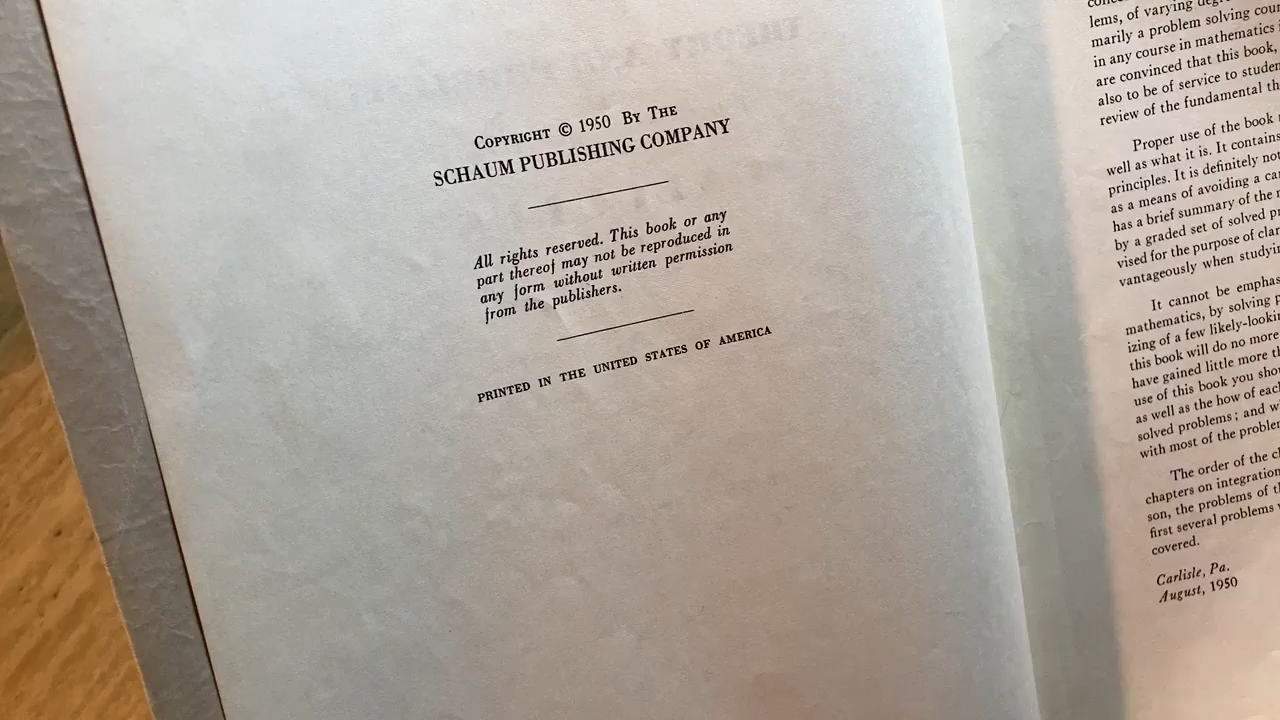 COPYRIGHT © 1950 BY THE
SCHAUM PUBLISHING COMPANY
All rights reserved. This book or any
part thereof may not be reproduced in
any form without written permission
from the publishers.
PRINTED IN THE UNITED STATES OF AMERICA
lems, of varying
marily a problem solving
in any course in mathematics
are convinced that this book,
also to be of service to
review of the fundamental
Proper use of the book
well as what it is. It contains
principles. It is definitely not
as a means of avoiding a
has a brief summary of the
by a graded set of solved
vised for the purpose of
vantageously when
It cannot be
mathematics, by solving
izing of a few
this book will do no more
have gained little more
use of this book you
as well as the how of
solved problems; and
with most of the
The order of the
chapters on integration
son, the problems of
first several problems
covered.
Carlisle, Pa.
August, 1950